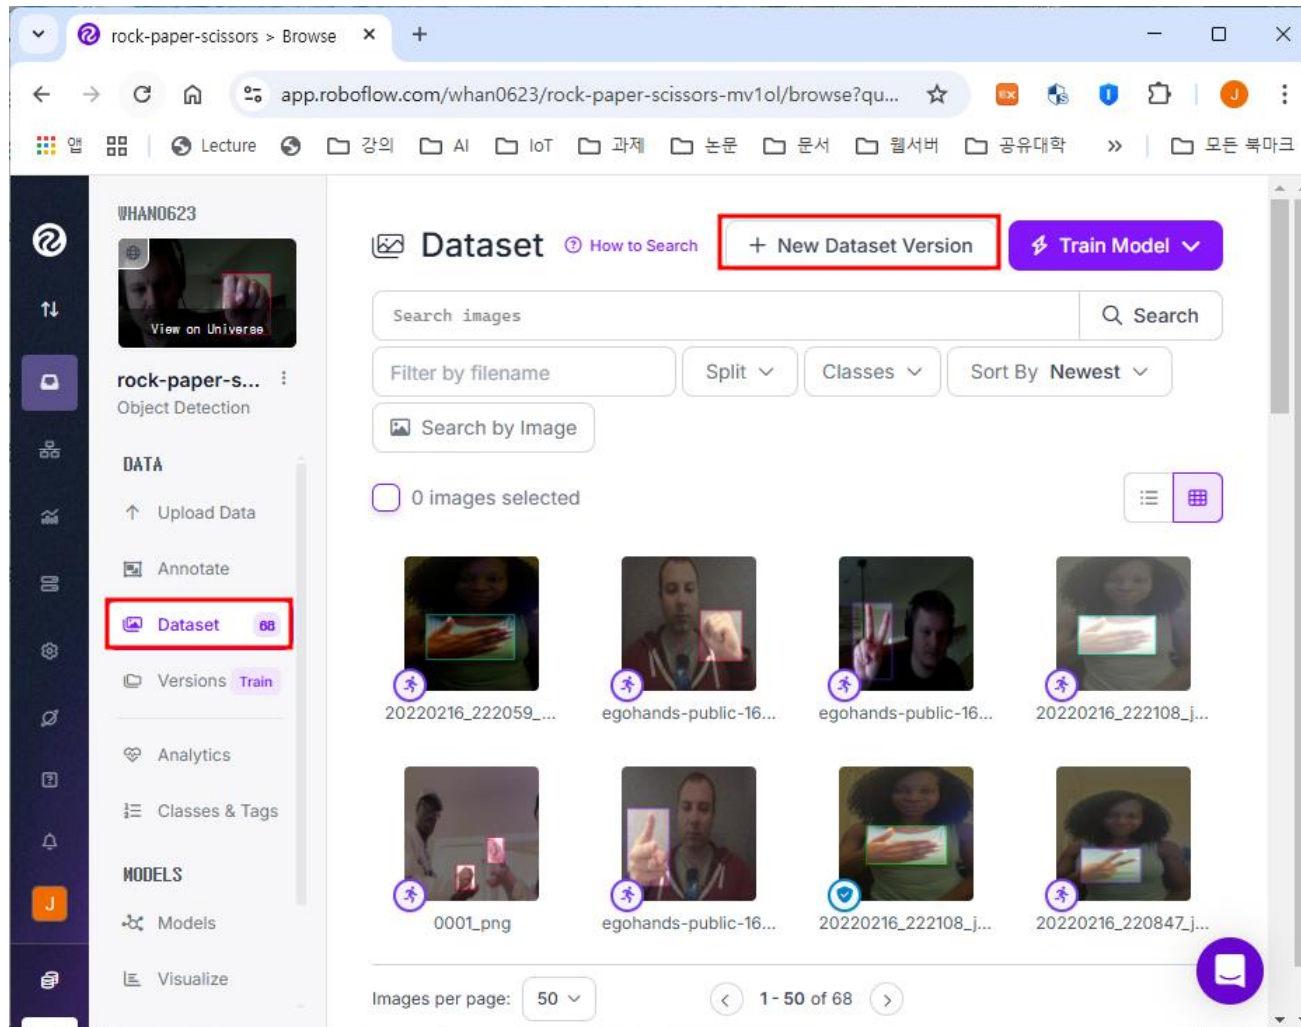 rock-paper-scissors > Browse
app.roboflow.com/whan0623/rock-paper-scissors-mv1ol/browse?qu...
앱 Lecture 강의 AI IoT 과제 논문 문서 웹서버 공유대학 모든 북마크
WHAN0623
View on Universe
rock-paper-s...
Object Detection
DATA
Upload Data
Annotate
Dataset 68
Versions Train
Analytics
Classes & Tags
MODELS
Models
Visualize
J
Dataset How to Search + New Dataset Version Train Model
Search images Search
Filter by filename Split Classes Sort By Newest
Search by Image
0 images selected
20220216_222059_... egohands-public-16... egohands-public-16... 20220216_222108_j...
0001_png egohands-public-16... 20220216_222108_j... 20220216_220847_j...
Images per page: 50 1 - 50 of 68